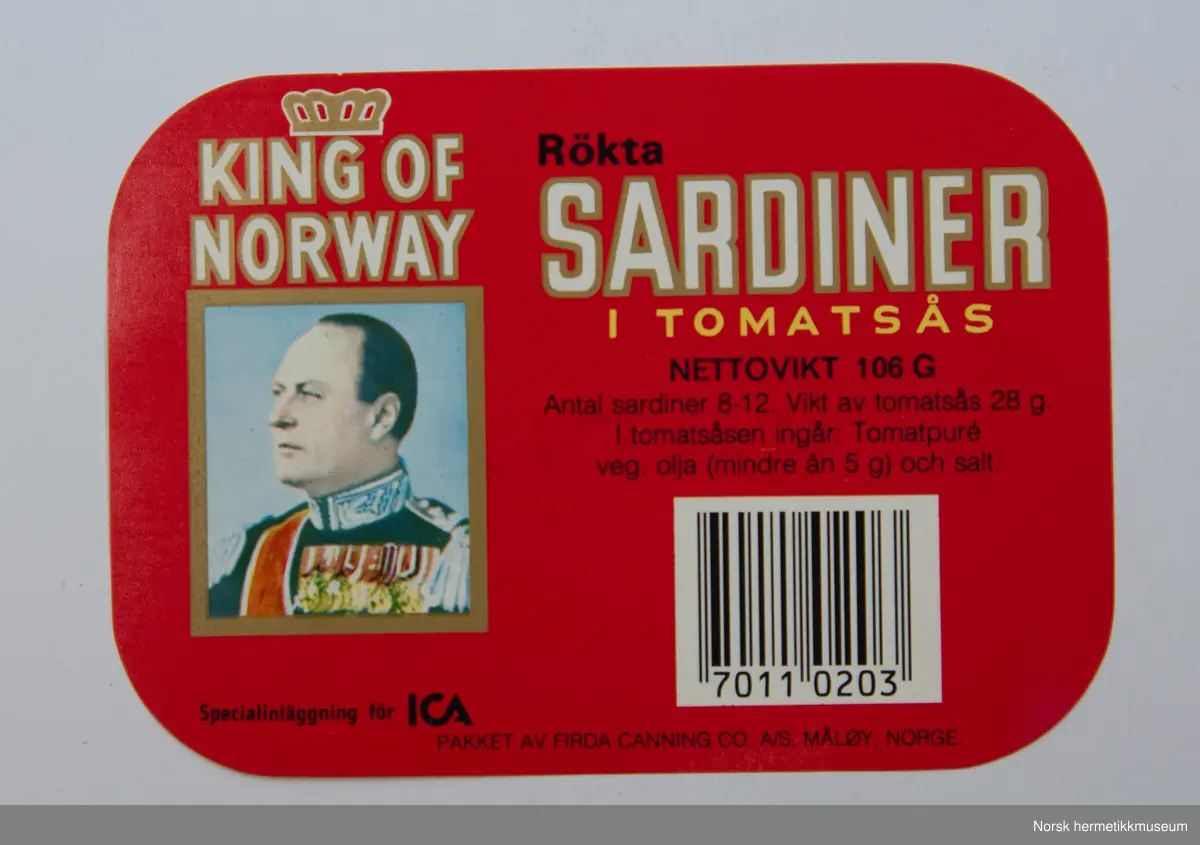 KING OF
NORWAY
Rökta
SARDINER
I TOMATSÅS
NETTOVIKT 106 G
Antal sardiner 8-12. Vikt av tomatsås 28 g.
I tomatsåsen ingår: Tomatpuré
veg. olja (mindre än 5 g) och salt.
7011 0203
Specialinläggning för ICA
PAKKET AV FIRDA CANNING CO. A/S, MÅLØY, NORGE.
Norsk hermetikkmuseum